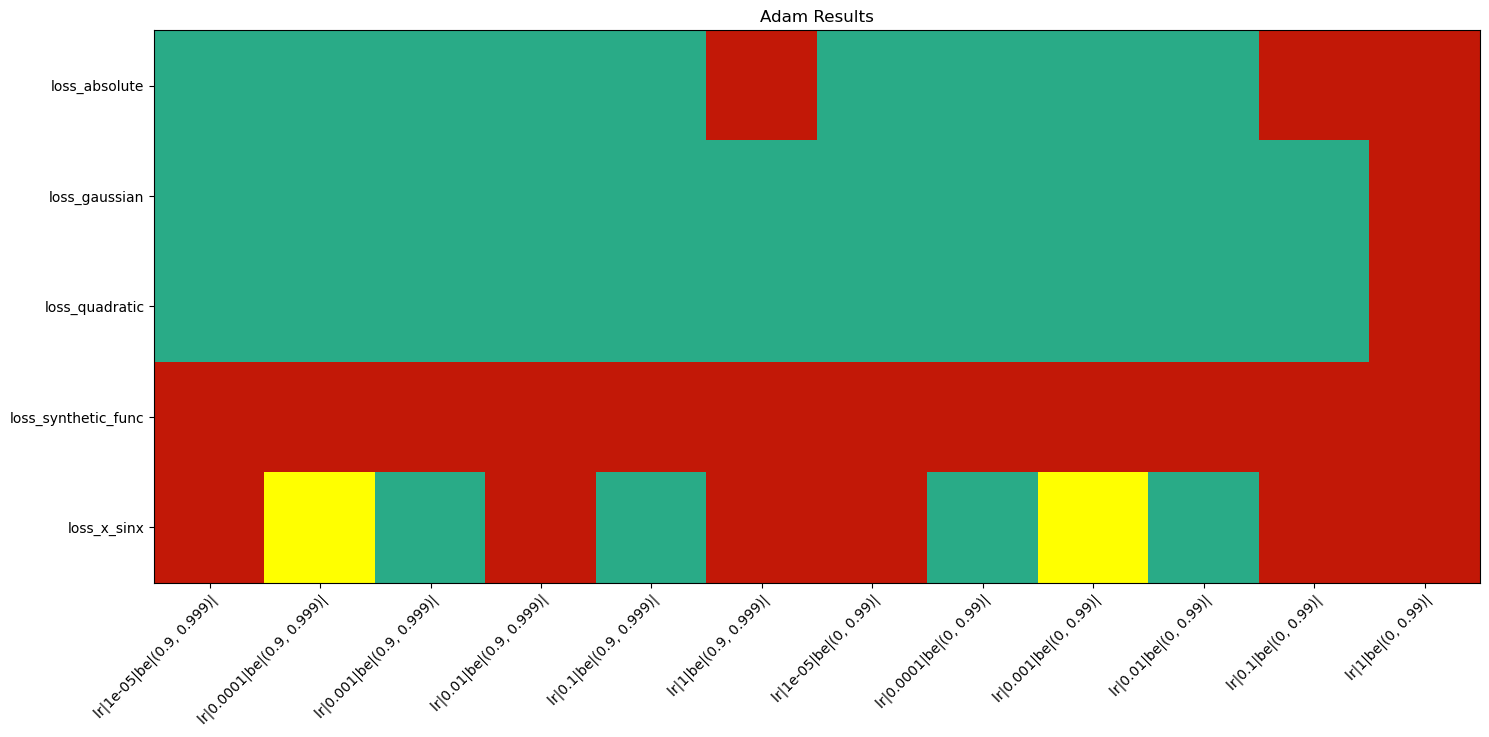 Adam Results
loss_absolute
loss_gaussian
loss_quadratic
loss_synthetic_func
loss_x_sinx
lr|1e-05|be|(0.9, 0.999)|
lr|0.0001|be|(0.9, 0.999)|
lr|0.001|be|(0.9, 0.999)|
lr|0.01|be|(0.9, 0.999)|
lr|0.1|be|(0.9, 0.999)|
lr|1|be|(0.9, 0.999)|
lr|1e-05|be|(0, 0.99)|
lr|0.0001|be|(0, 0.99)|
lr|0.001|be|(0, 0.99)|
lr|0.01|be|(0, 0.99)|
lr|0.1|be|(0, 0.99)|
lr|1|be|(0, 0.99)|